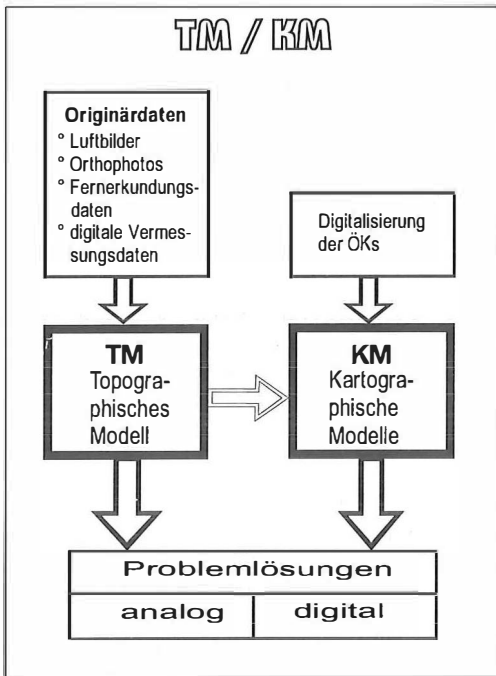 TM / KM
Originärdaten
° Luftbilder
° Orthophotos
° Fernerkundungs-
daten
° digitale Vermes-
sungsdaten
Digitalisierung
der ÖKs
TM
Topogra-
phisches
Modell
KM
Kartogra-
phische
Modelle
Problemlösungen
analog
digital